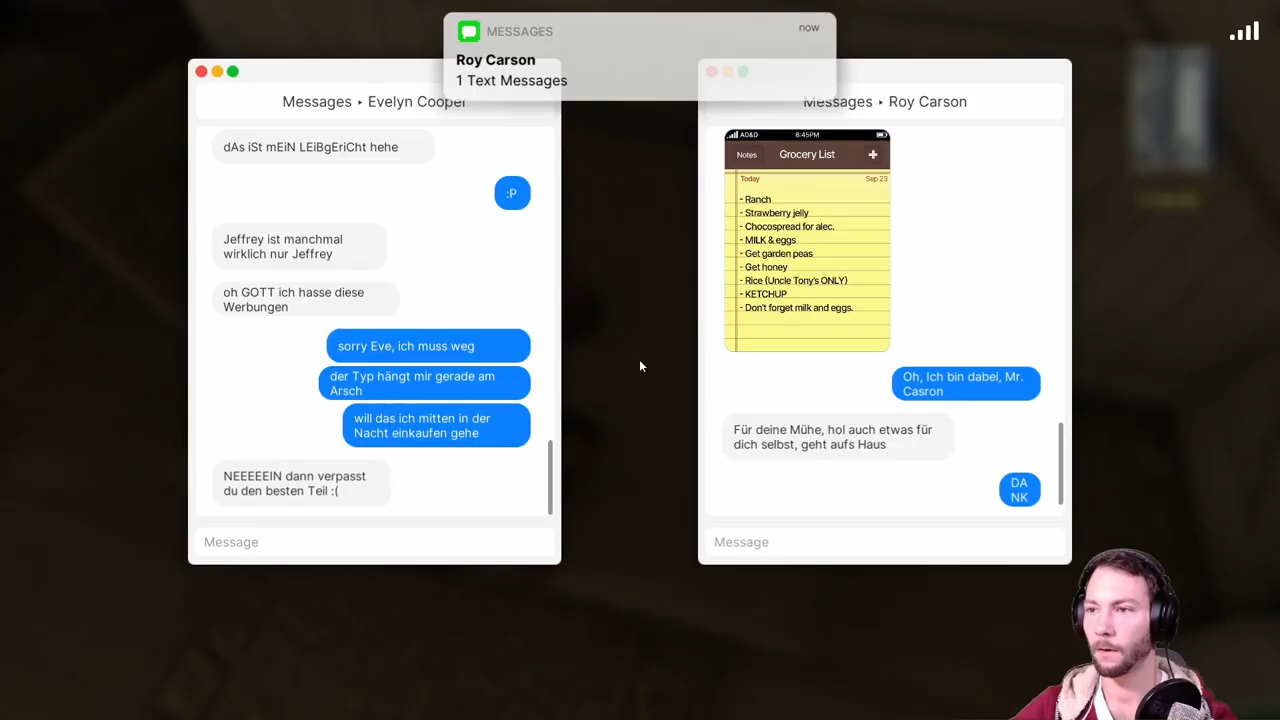 MESSAGES
now
Roy Carson
1 Text Messages
Messages ‣ Evelyn Cooper
dAs iSt mEiN LEiBgEriCht hehe
:P
Jeffrey ist manchmal
wirklich nur Jeffrey
oh GOTT ich hasse diese
Werbungen
sorry Eve, ich muss weg
der Typ hängt mir gerade am
Arsch
will das ich mitten in der
Nacht einkaufen gehe
NEEEEEIN dann verpasst
du den besten Teil :(
Message
Messages ‣ Roy Carson
AD&D 8:45PM
Notes Grocery List +
Today Sep 23
- Ranch
- Strawberry jelly
- Chocospread for alec.
- MILK & eggs
- Get garden peas
- Get honey
- Rice (Uncle Tony's ONLY)
- KETCHUP
- Don't forget milk and eggs.
Oh, Ich bin dabei, Mr.
Casron
Für deine Mühe, hol auch etwas für
dich selbst, geht aufs Haus
DA
NK
Message